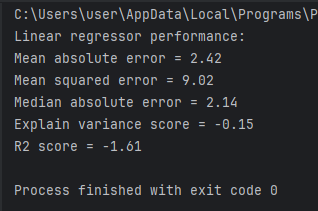 C:\Users\user\AppData\Local\Programs\P
Linear regressor performance:
Mean absolute error = 2.42
Mean squared error = 9.02
Median absolute error = 2.14
Explain variance score = -0.15
R2 score = -1.61
Process finished with exit code 0